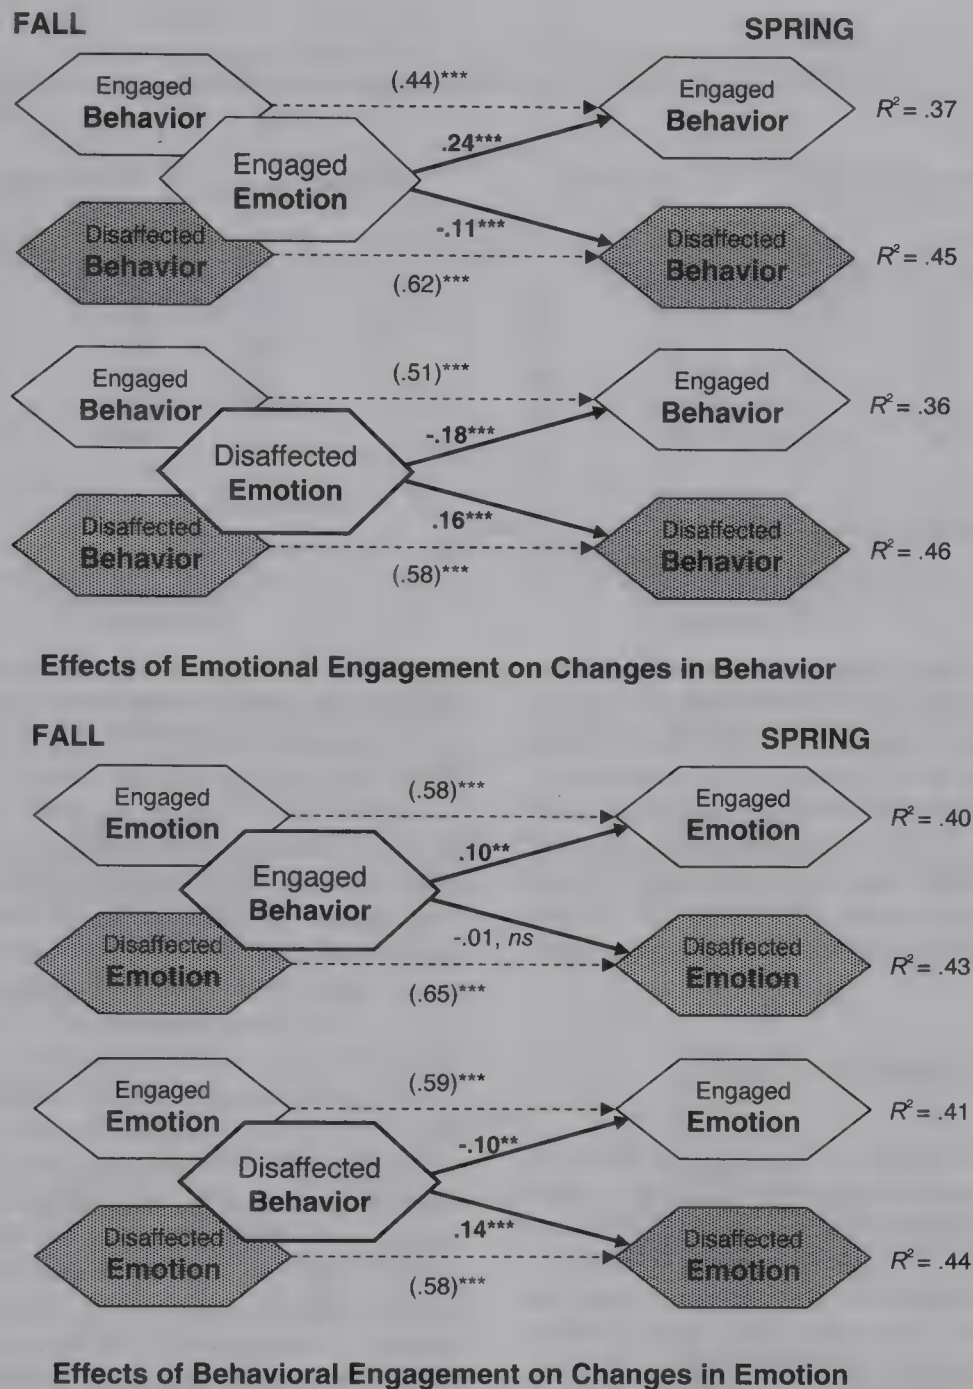 FALL
SPRING
Engaged
Behavior
(.44)***
Engaged
Behavior
R² = .37
Engaged
Emotion
.24***
-.11***
Disaffected
Behavior
(.62)***
Disaffected
Behavior
R² = .45
Engaged
Behavior
(.51)***
Engaged
Behavior
R² = .36
Disaffected
Emotion
-.18***
.16***
Disaffected
Behavior
(.58)***
Disaffected
Behavior
R² = .46
Effects of Emotional Engagement on Changes in Behavior
FALL
SPRING
Engaged
Emotion
(.58)***
Engaged
Emotion
R² = .40
Engaged
Behavior
.10**
-.01, ns
Disaffected
Emotion
(.65)***
Disaffected
Emotion
R² = .43
Engaged
Emotion
(.59)***
Engaged
Emotion
R² = .41
Disaffected
Behavior
-.10**
.14***
Disaffected
Emotion
(.58)***
Disaffected
Emotion
R² = .44
Effects of Behavioral Engagement on Changes in Emotion